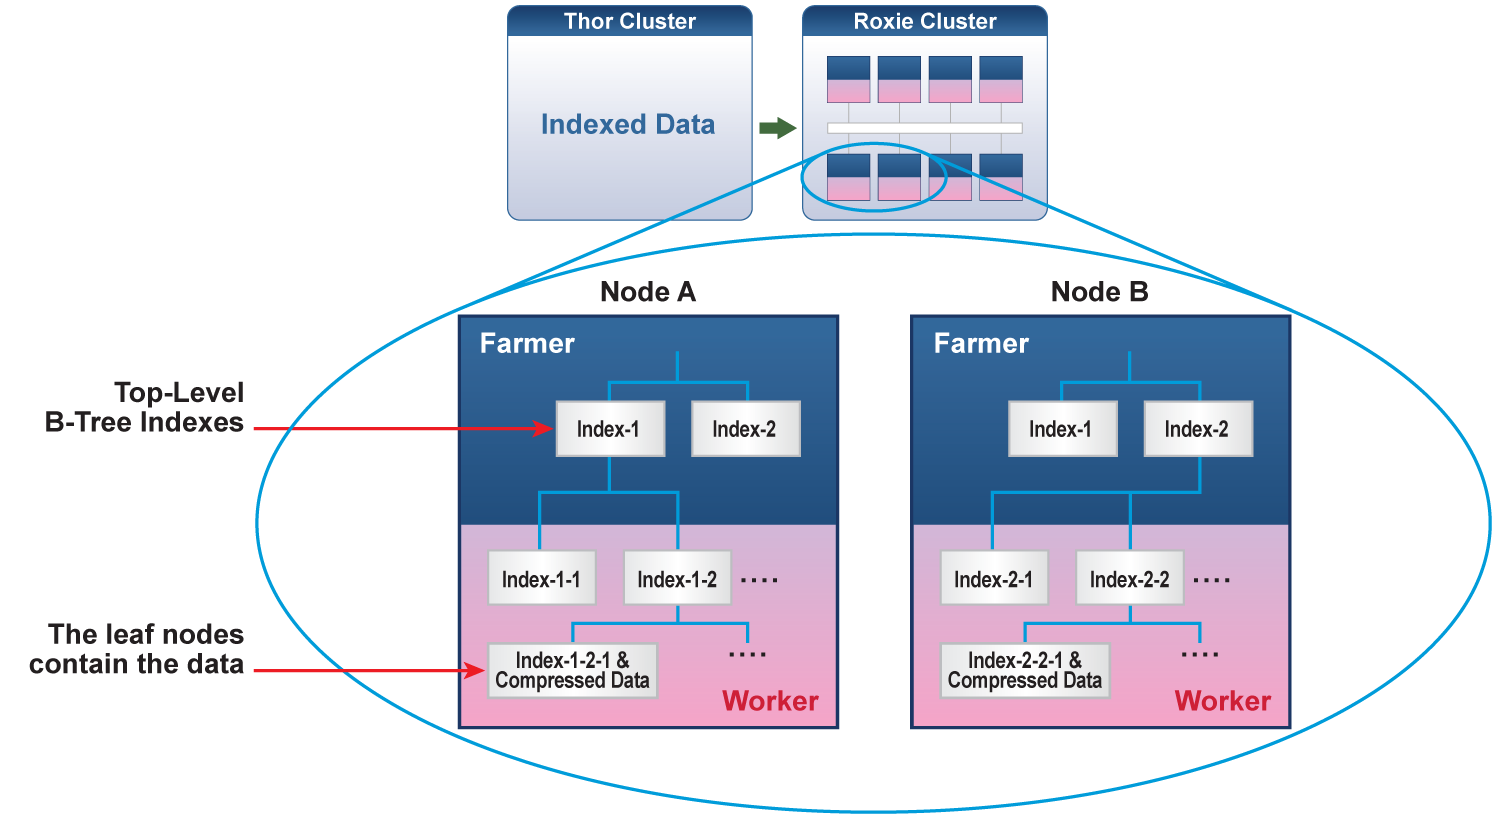 Thor Cluster
Roxie Cluster
Indexed Data
Node A
Node B
Farmer
Farmer
Top-Level
B-Tree Indexes
Index-1
Index-2
Index-1
Index-2
Index-1-1
Index-1-2
....
Index-2-1
Index-2-2
....
The leaf nodes
contain the data
Index-1-2-1 &
Compressed Data
....
Index-2-2-1 &
Compressed Data
....
Worker
Worker